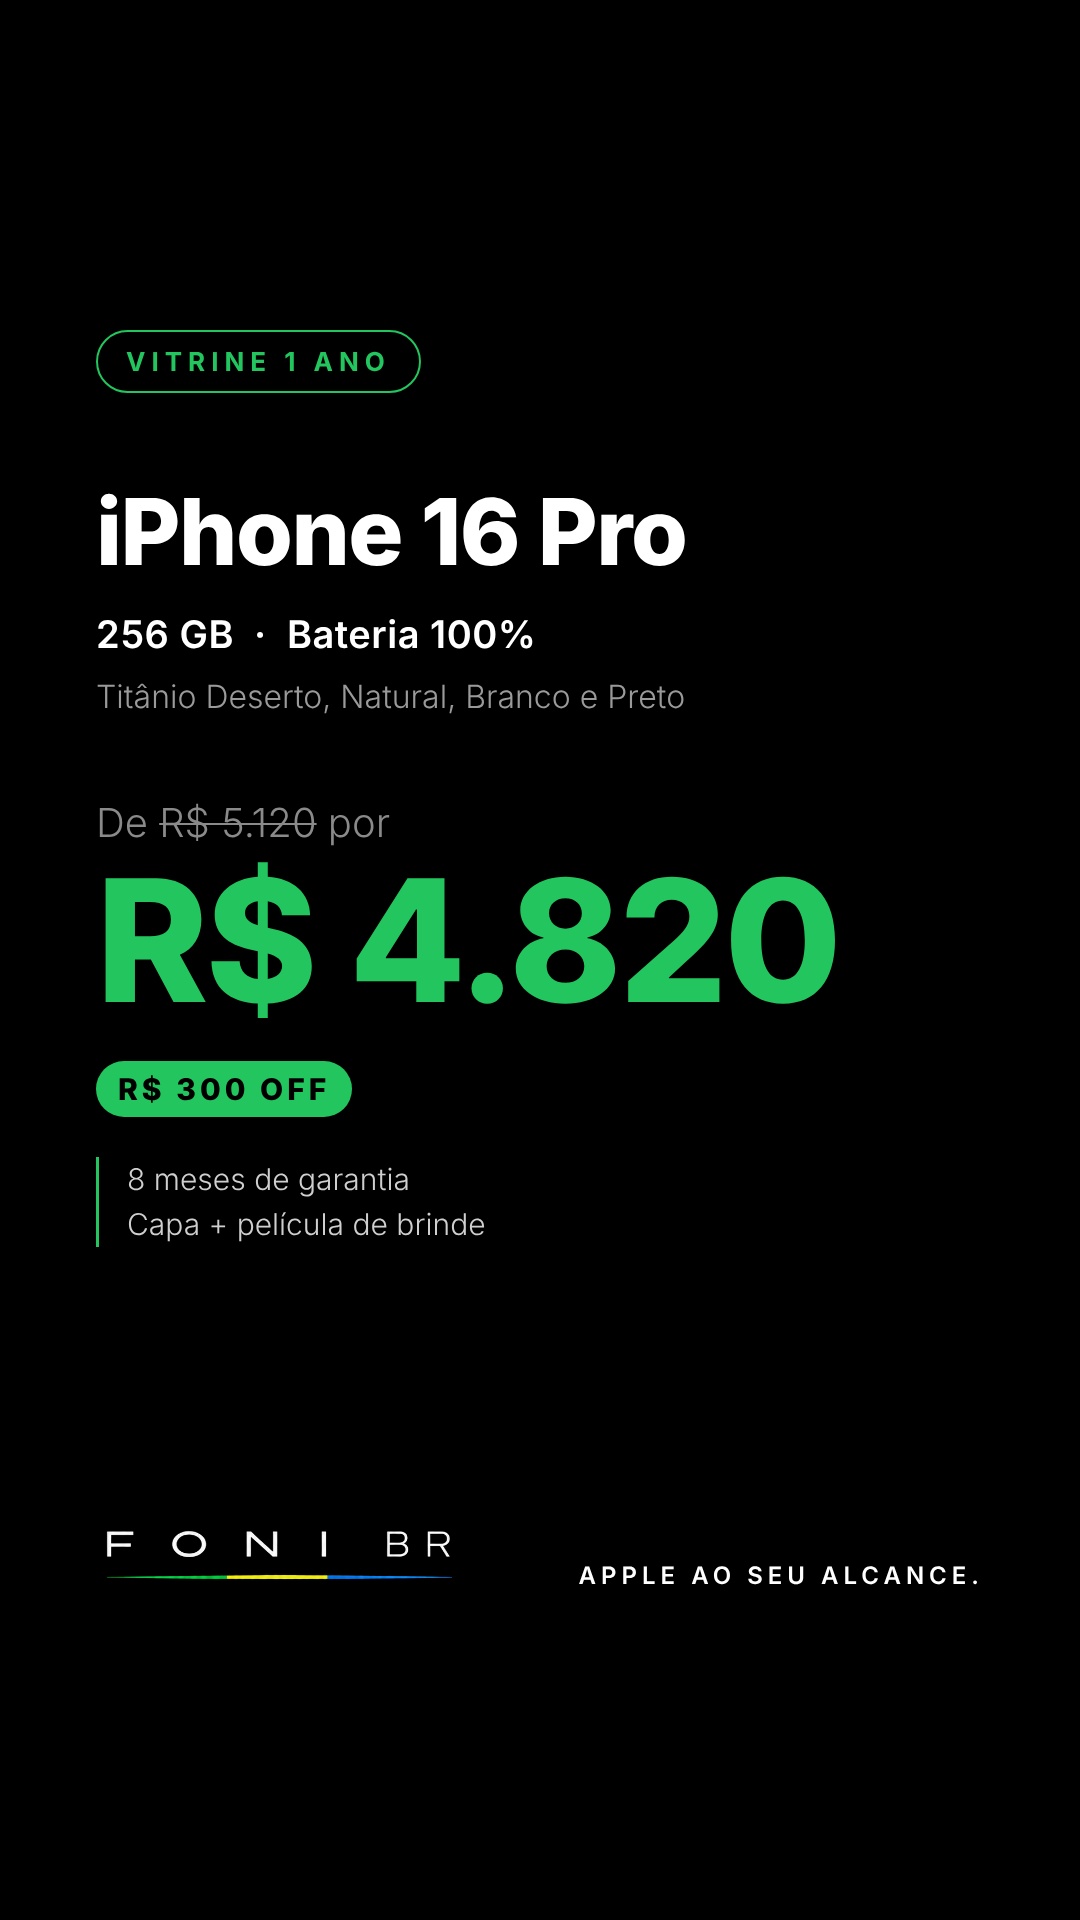 VITRINE 1 ANO
iPhone 16 Pro
256 GB · Bateria 100%
Titânio Deserto, Natural, Branco e Preto
De R$ 5.120 por
R$ 4.820
R$ 300 OFF
8 meses de garantia
Capa + película de brinde
FONI BR
APPLE AO SEU ALCANCE.